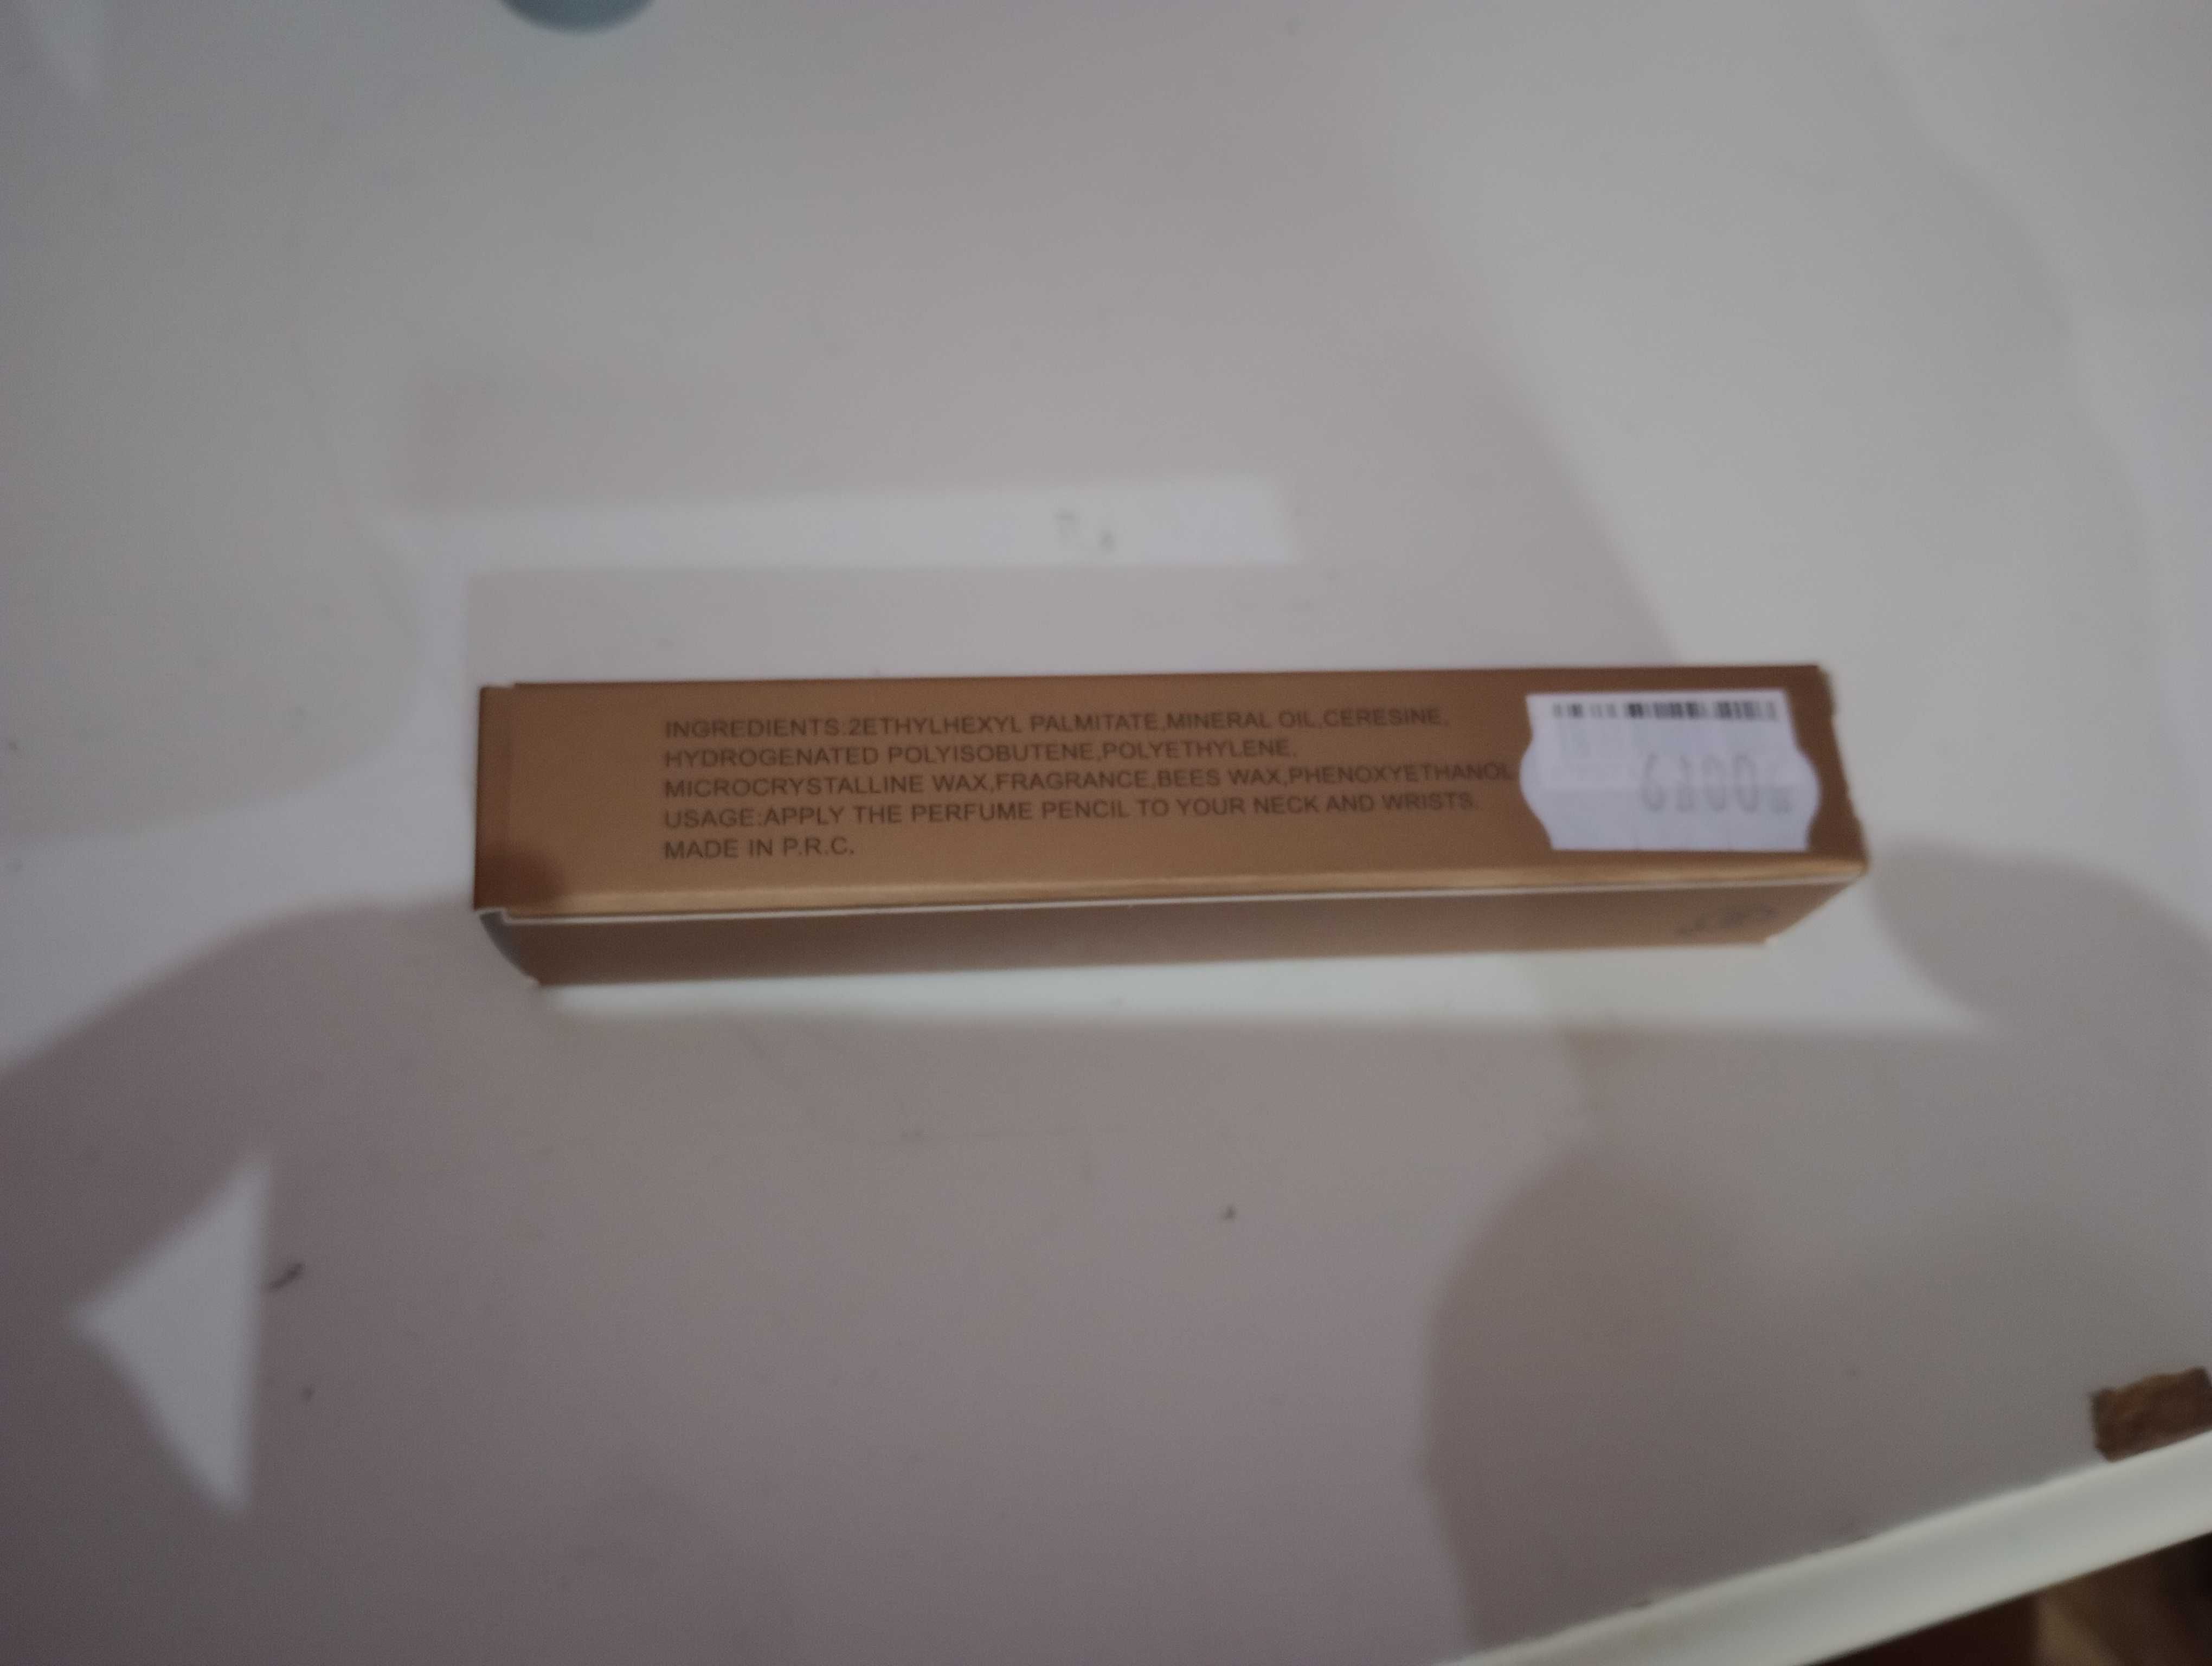 INGREDIENTS:2ETHYLHEXYL PALMITATE,MINERAL OIL,CERESINE,
HYDROGENATED POLYISOBUTENE,POLYETHYLENE,
MICROCRYSTALLINE WAX,FRAGRANCE,BEES WAX,PHENOXYETHANOL
USAGE:APPLY THE PERFUME PENCIL TO YOUR NECK AND WRISTS.
MADE IN P.R.C.